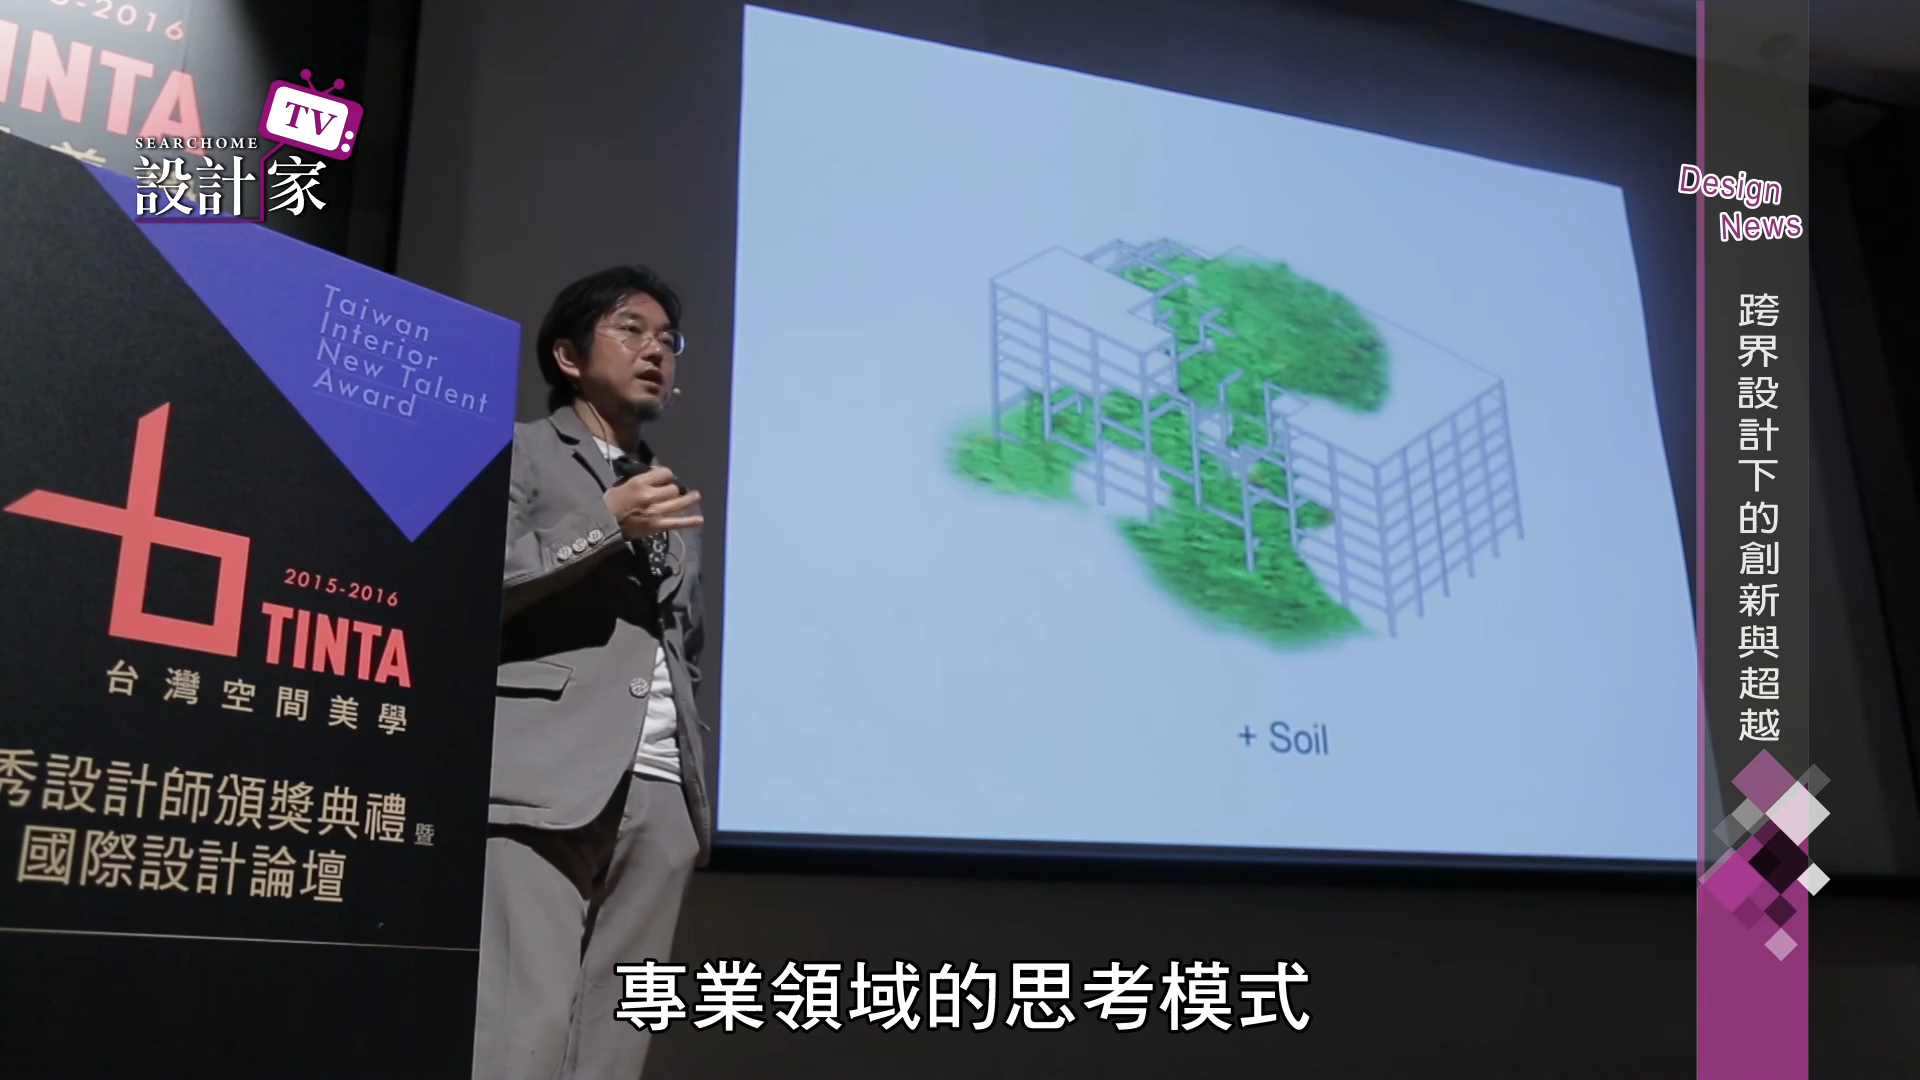 2015-2016
INTA
SEARCHOME
TV
設計家
Taiwan
Interior
New Talent
Award
2015-2016
TINTA
台灣空間美學
秀設計師頒獎典禮暨
國際設計論壇
+ Soil
Design
News
跨界設計下的創新與超越
專業領域的思考模式